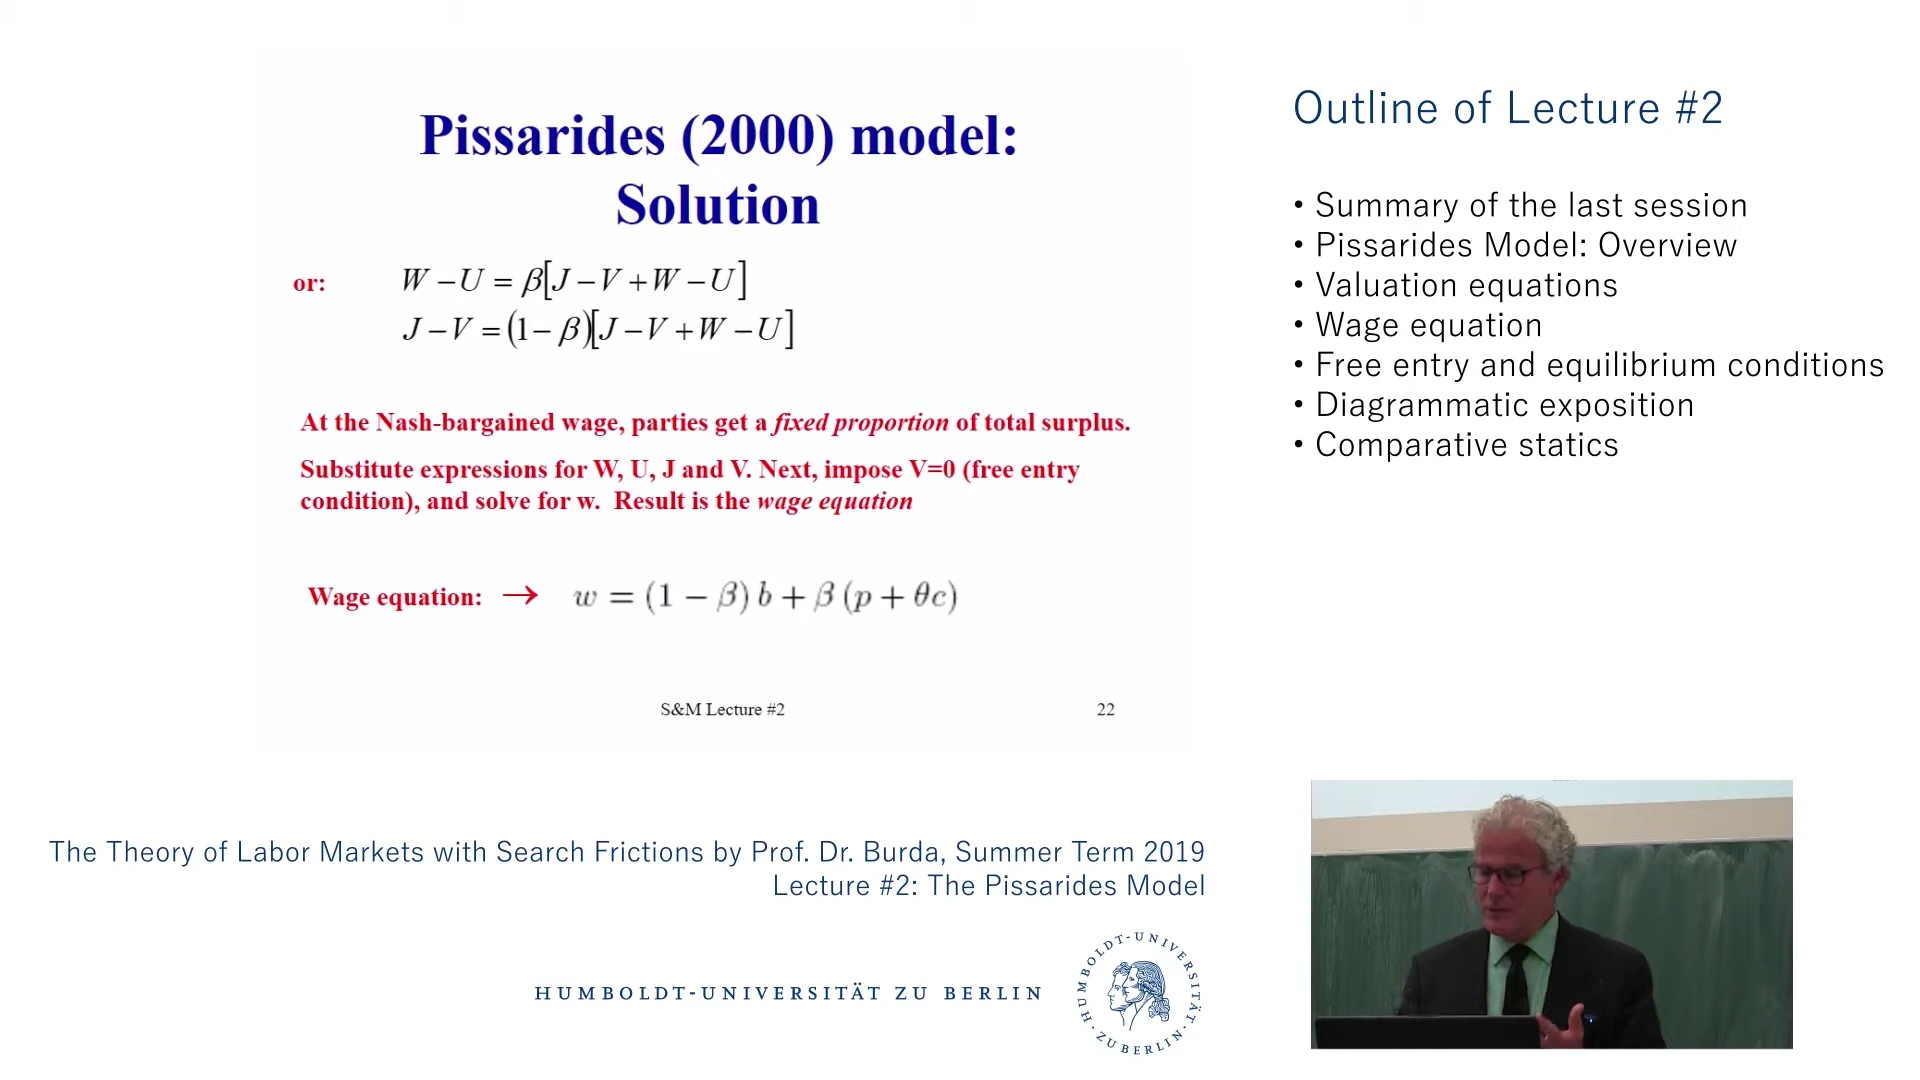 Pissarides (2000) model:
Solution
or: W – U = β[J – V + W – U]
J – V = (1 – β)[J – V + W – U]
At the Nash-bargained wage, parties get a fixed proportion of total surplus.
Substitute expressions for W, U, J and V. Next, impose V=0 (free entry
condition), and solve for w. Result is the wage equation
Wage equation: → w = (1 − β) b + β (p + θc)
S&M Lecture #2 22
Outline of Lecture #2
• Summary of the last session
• Pissarides Model: Overview
• Valuation equations
• Wage equation
• Free entry and equilibrium conditions
• Diagrammatic exposition
• Comparative statics
The Theory of Labor Markets with Search Frictions by Prof. Dr. Burda, Summer Term 2019
Lecture #2: The Pissarides Model
HUMBOLDT-UNIVERSITÄT ZU BERLIN
HUMBOLDT-UNIVERSITÄT · ZU BERLIN ·